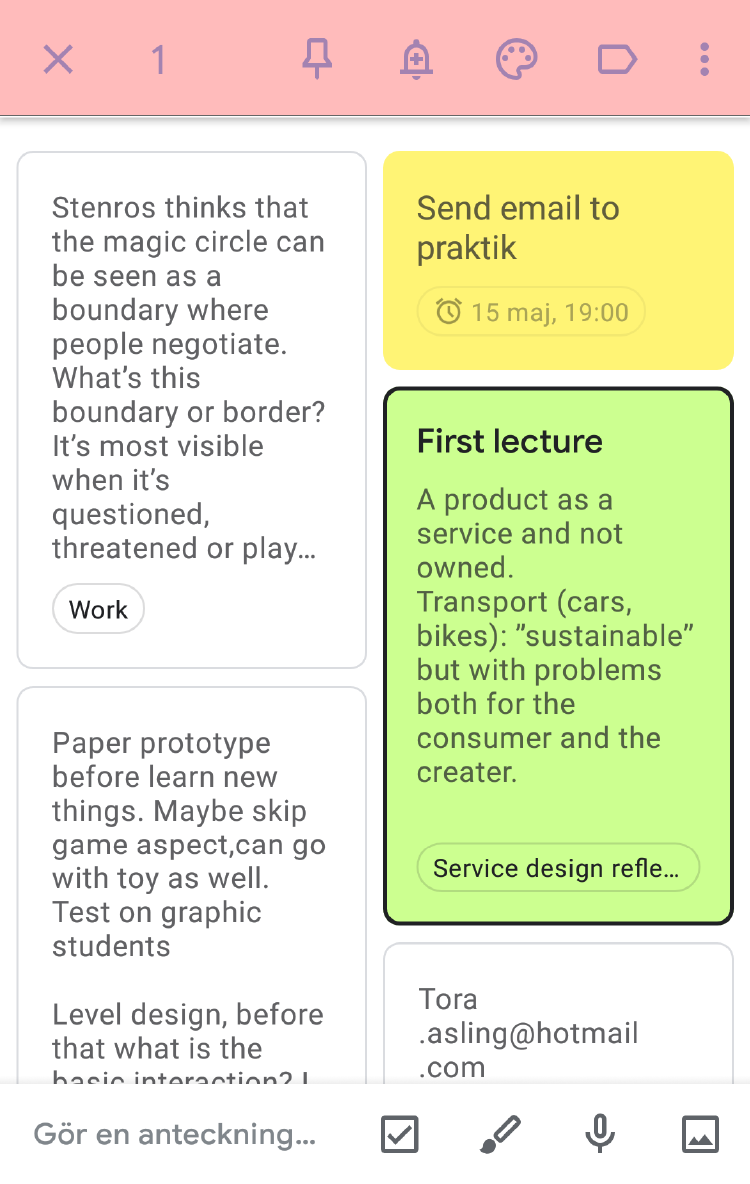 1
Stenros thinks that
the magic circle can
be seen as a
boundary where
people negotiate.
What’s this
boundary or border?
It’s most visible
when it’s
questioned,
threatened or play...
Work
Paper prototype
before learn new
things. Maybe skip
game aspect,can go
with toy as well.
Test on graphic
students
Level design, before
that what is the
basic interaction? I
Send email to
praktik
15 maj, 19:00
First lecture
A product as a
service and not
owned.
Transport (cars,
bikes): ”sustainable”
but with problems
both for the
consumer and the
creater.
Service design refle...
Tora
.asling@hotmail
.com
Gör en anteckning...